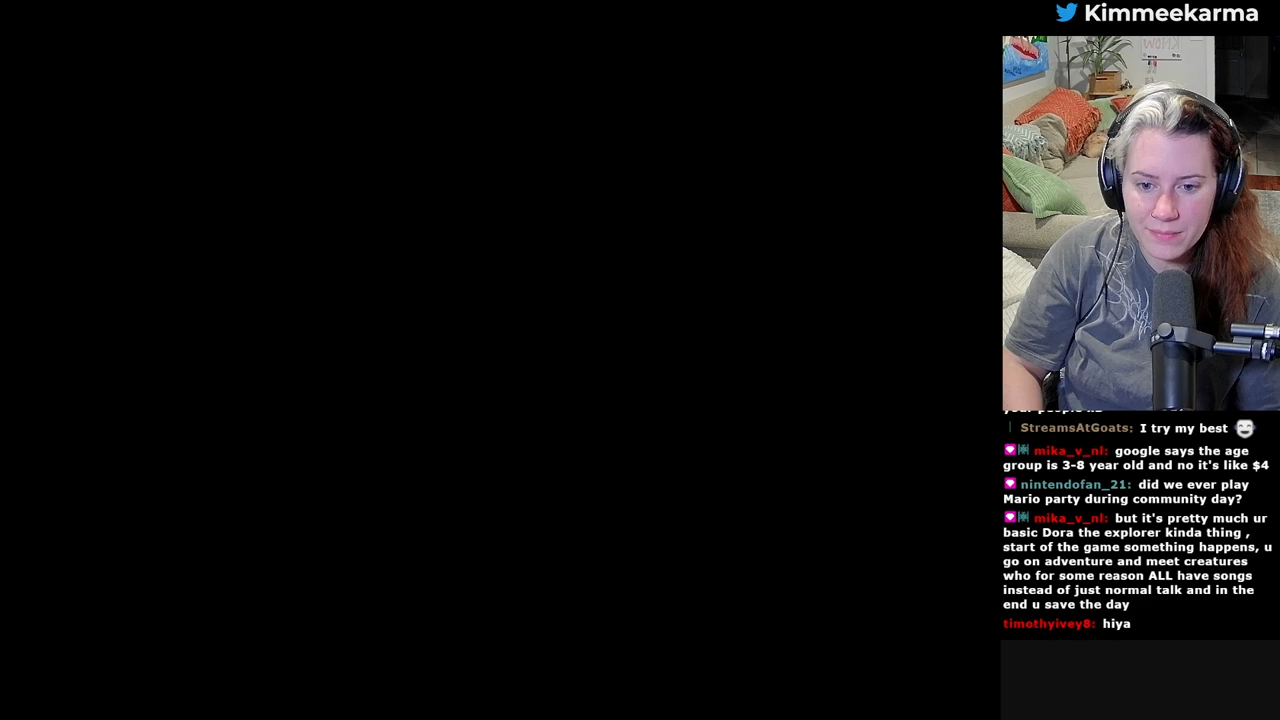 Kimmeekarma
KNOW
StreamsAtGoats: I try my best
mika_v_nl: google says the age
group is 3-8 year old and no it's like $4
nintendofan_21: did we ever play
Mario party during community day?
mika_v_nl: but it's pretty much ur
basic Dora the explorer kinda thing ,
start of the game something happens, u
go on adventure and meet creatures
who for some reason ALL have songs
instead of just normal talk and in the
end u save the day
timothyivey8: hiya